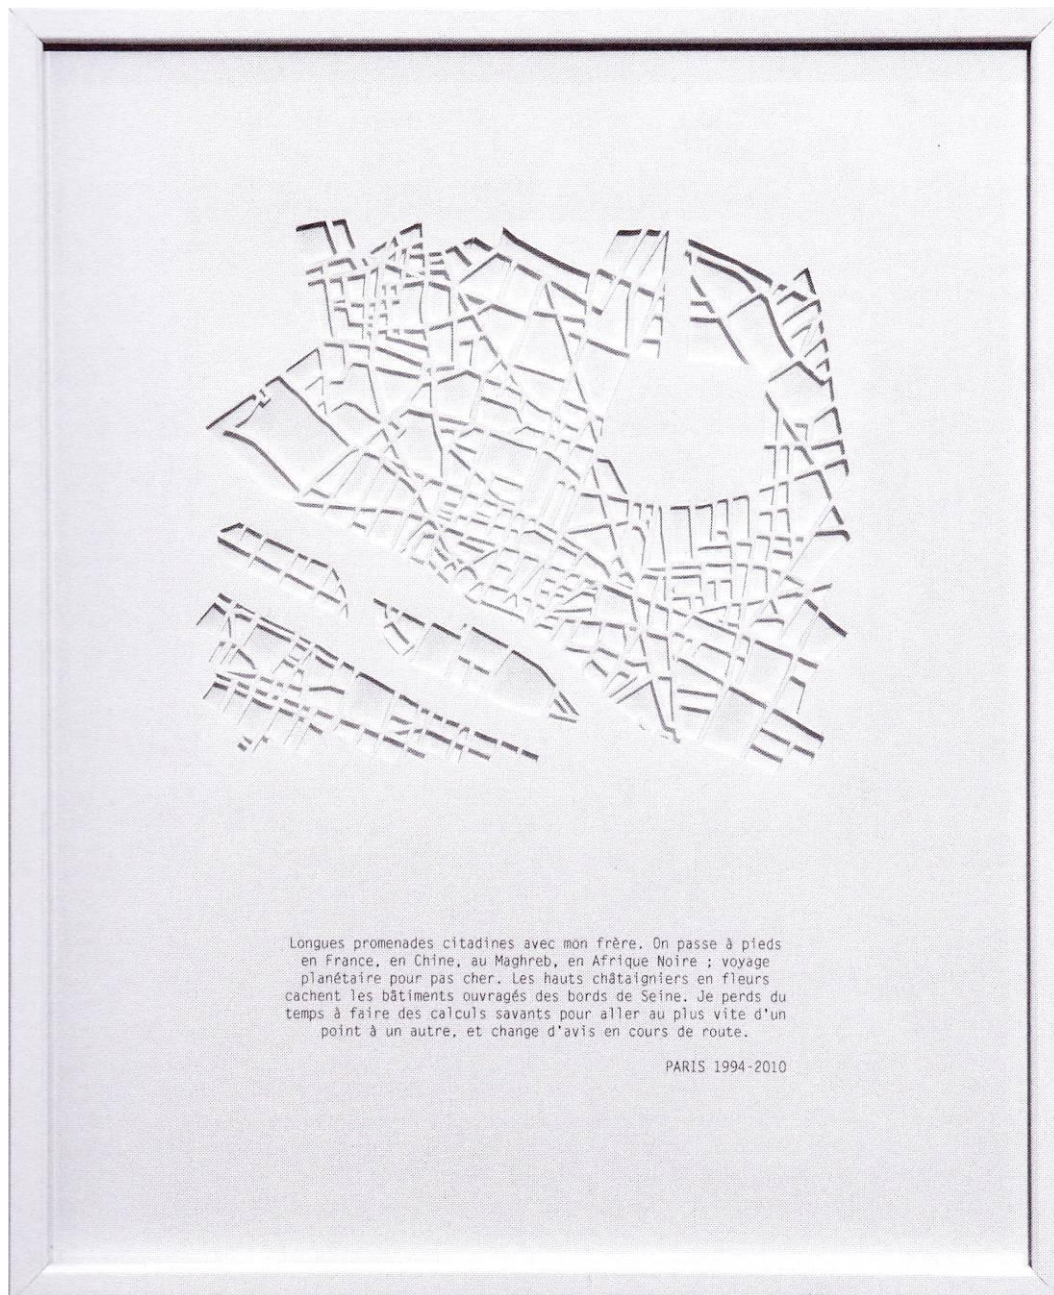 Longues promenades citadines avec mon frère. On passe à pieds
en France, en Chine, au Maghreb, en Afrique Noire ; voyage
planétaire pour pas cher. Les hauts châtaigniers en fleurs
cachent les bâtiments ouvragés des bords de Seine. Je perds du
temps à faire des calculs savants pour aller au plus vite d'un
point à un autre, et change d'avis en cours de route.
PARIS 1994-2010